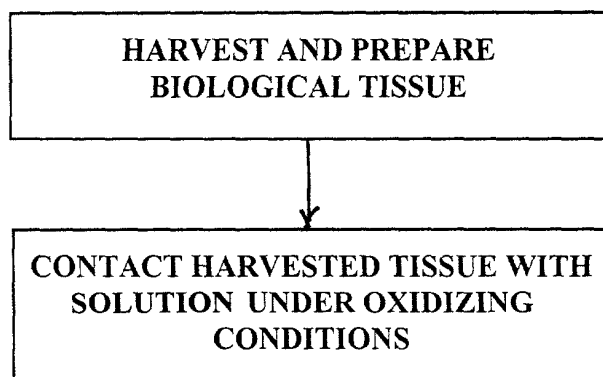 HARVEST AND PREPARE
BIOLOGICAL TISSUE
CONTACT HARVESTED TISSUE WITH
SOLUTION UNDER OXIDIZING
CONDITIONS